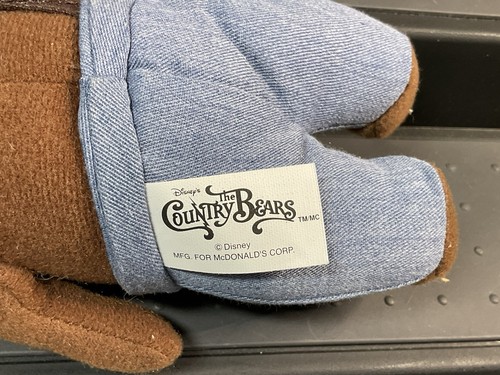 Disney's
The
Country Bears TM/MC
© Disney
MFG. FOR McDONALD'S CORP.